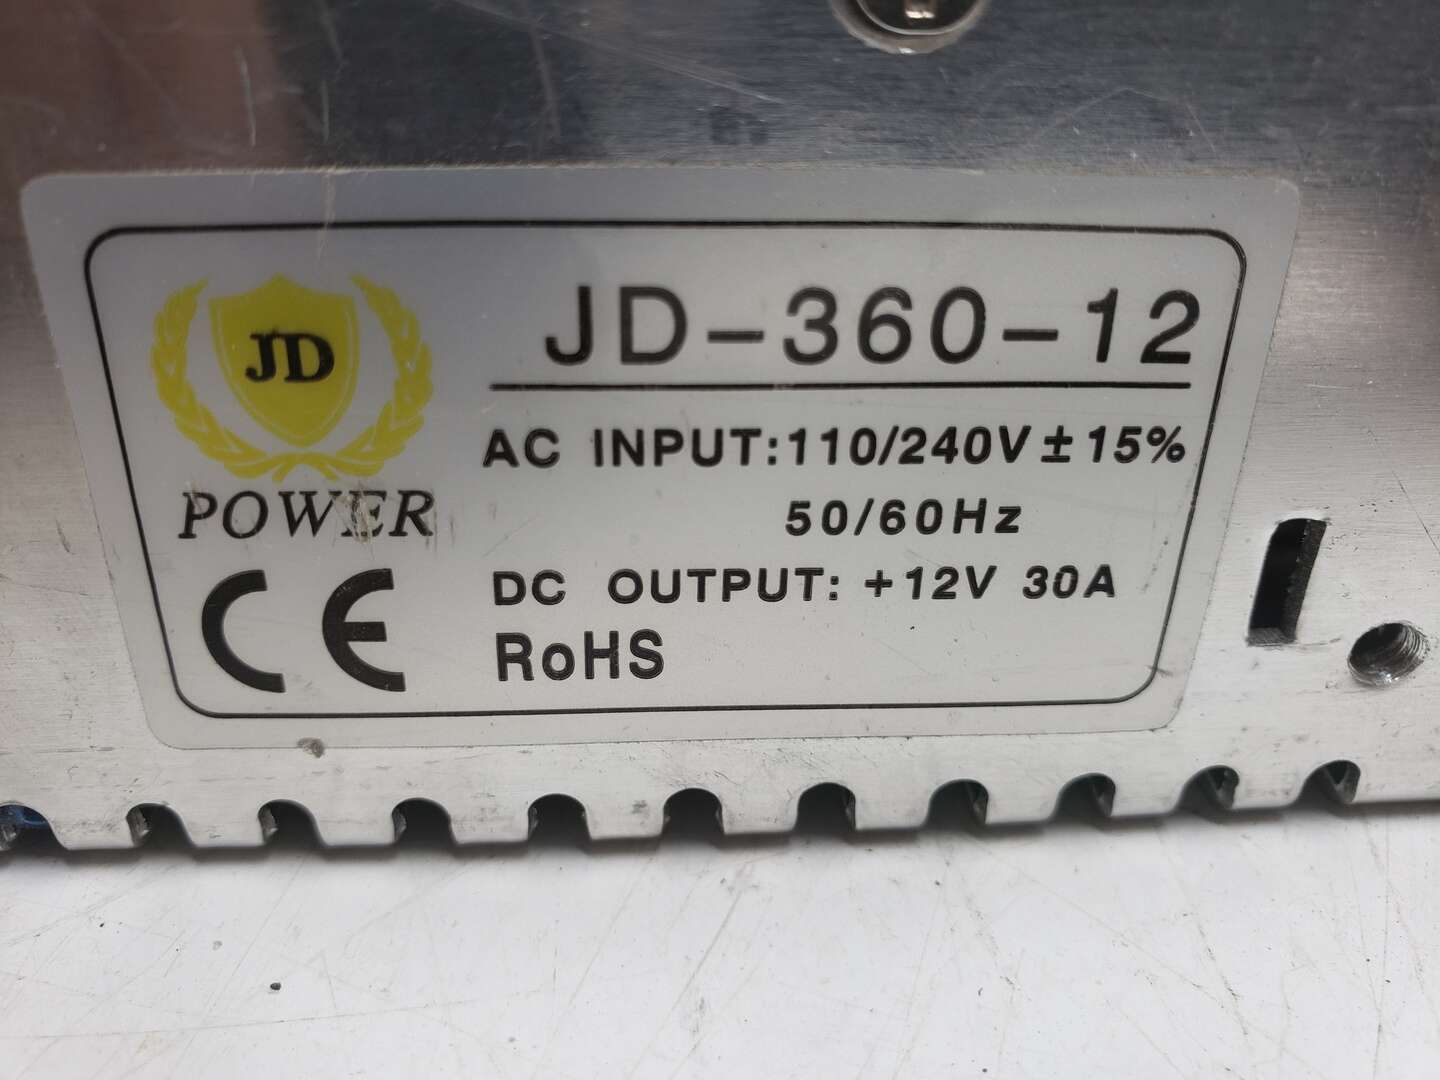 JD
POWER
CE
JD-360-12
AC INPUT:110/240V±15%
50/60Hz
DC OUTPUT: +12V 30A
RoHS